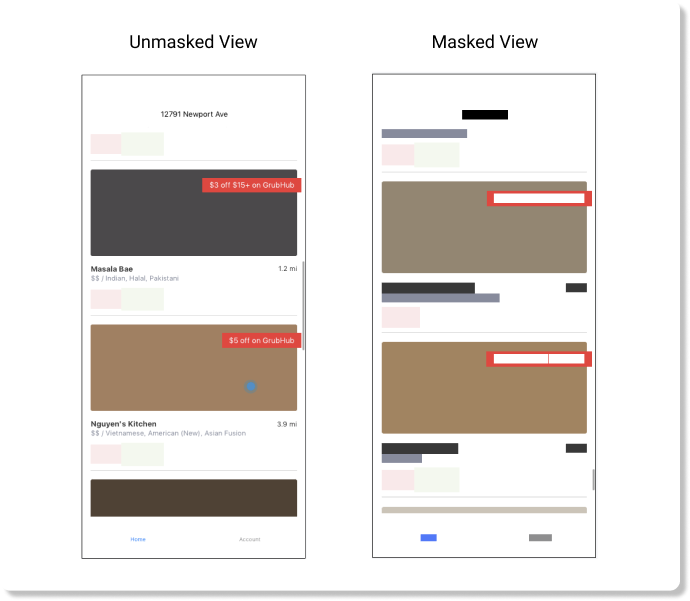 Unmasked View
Masked View
12791 Newport Ave
$3 off $15+ on GrubHub
Masala Bae
1.2 mi
$$ / Indian, Halal, Pakistani
$5 off on GrubHub
Nguyen's Kitchen
3.9 mi
$$ / Vietnamese, American (New), Asian Fusion
Home
Account